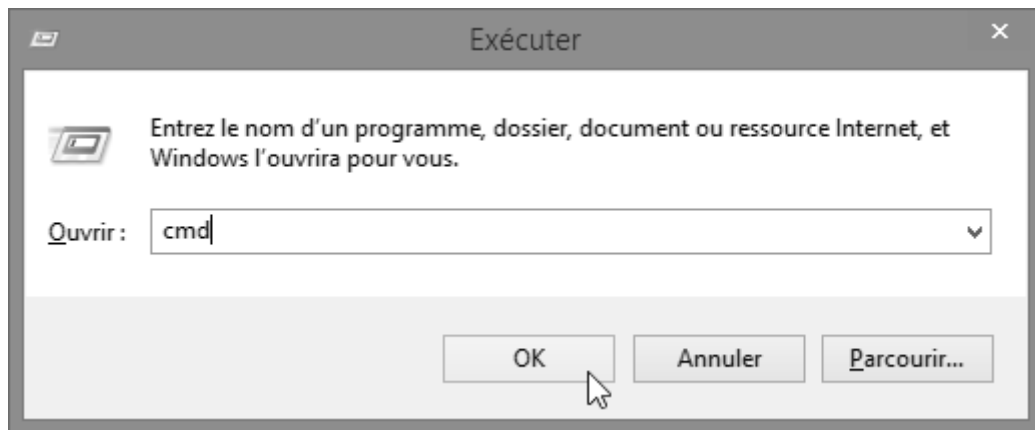 Exécuter
Entrez le nom d'un programme, dossier, document ou ressource Internet, et
Windows l'ouvrira pour vous.
Ouvrir : cmd
OK Annuler Parcourir...